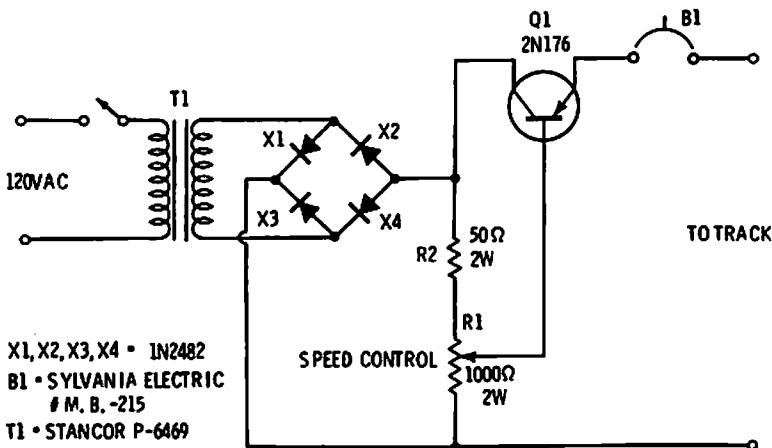 Q1
2N176
B1
T1
X1
X2
120VAC
X3
X4
50Ω
2W
R2
TO TRACK
R1
SPEED CONTROL
1000Ω
2W
X1, X2, X3, X4 • 1N2482
B1 • SYLVANIA ELECTRIC
# M. B. -215
T1 • STANCOR P-6469